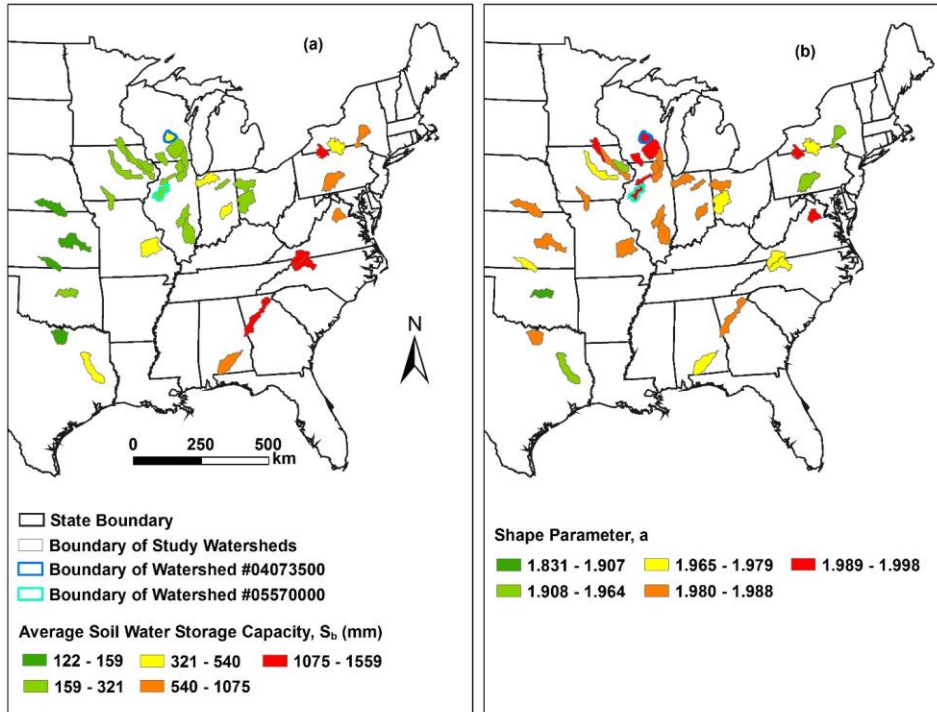 (a)
N
0 250 500
km
State Boundary
Boundary of Study Watersheds
Boundary of Watershed #04073500
Boundary of Watershed #05570000
Average Soil Water Storage Capacity, Sb (mm)
122 - 159 321 - 540 1075 - 1559
159 - 321 540 - 1075
(b)
Shape Parameter, a
1.831 - 1.907 1.965 - 1.979 1.989 - 1.998
1.908 - 1.964 1.980 - 1.988